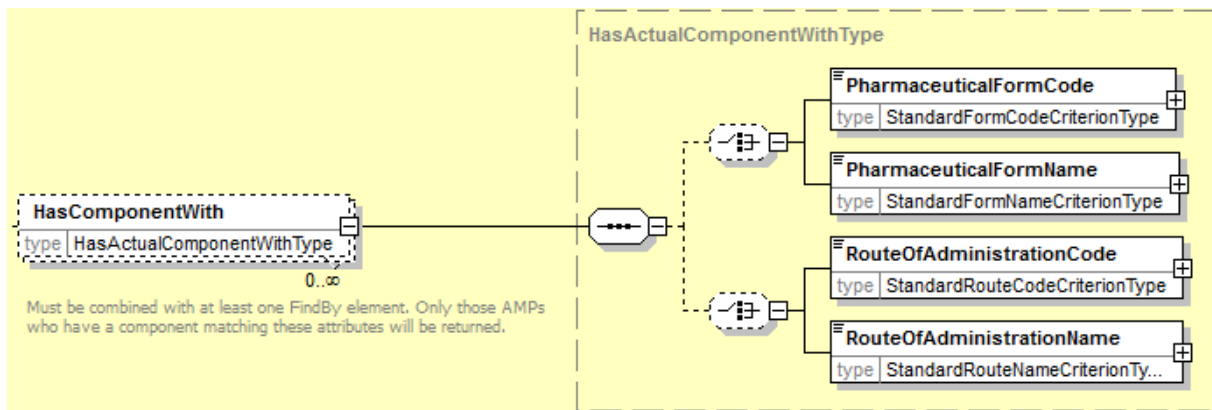 HasActualComponentWithType
PharmaceuticalFormCode
type StandardFormCodeCriterionType
PharmaceuticalFormName
type StandardFormNameCriterionType
HasComponentWith
type HasActualComponentWithType
0..∞
Must be combined with at least one FindBy element. Only those AMPs
who have a component matching these attributes will be returned.
RouteOfAdministrationCode
type StandardRouteCodeCriterionType
RouteOfAdministrationName
type StandardRouteNameCriterionTy...